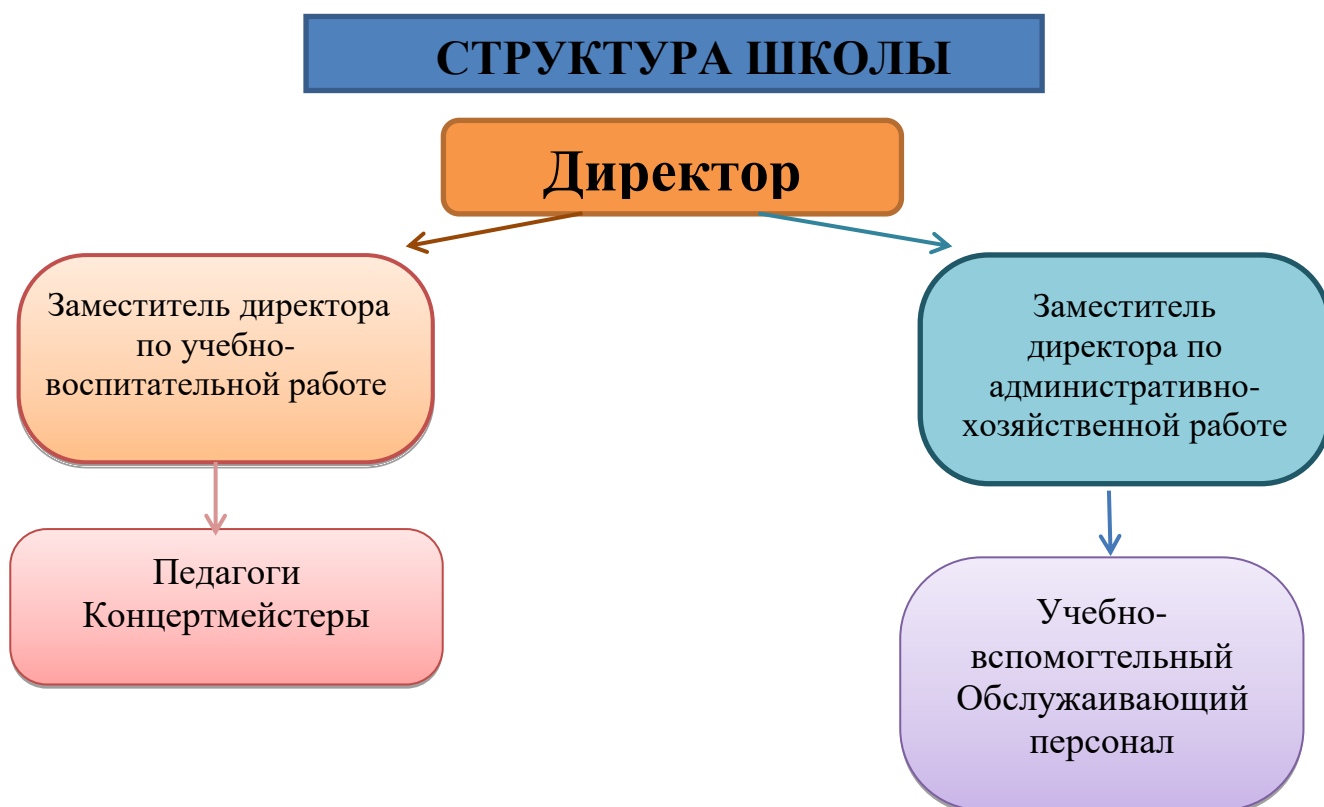 СТРУКТУРА ШКОЛЫ
Директор
Заместитель директора
по учебно-
воспитательной работе
Заместитель
директора по
административно-
хозяйственной работе
Педагоги
Концертмейстеры
Учебно-
вспомогтельный
Обслужаивающий
персонал